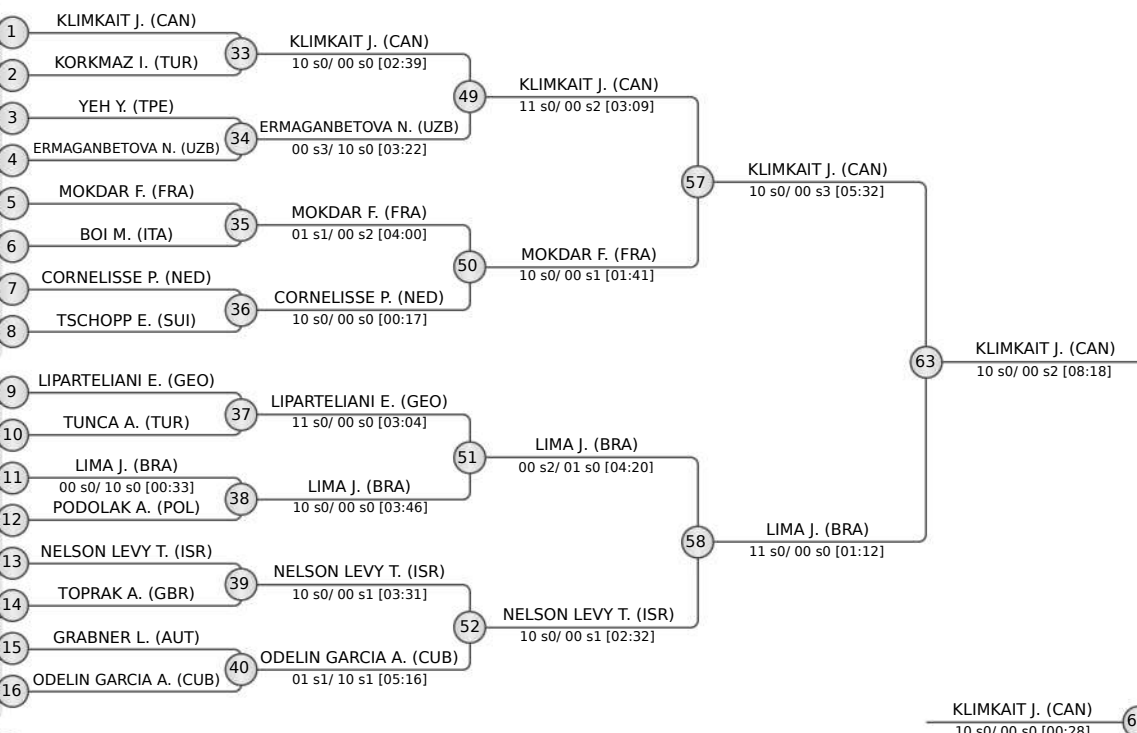 1
KLIMKAIT J. (CAN)
2
KORKMAZ I. (TUR)
3
YEH Y. (TPE)
4
ERMAGANBETOVA N. (UZB)
5
MOKDAR F. (FRA)
6
BOI M. (ITA)
7
CORNELISSE P. (NED)
8
TSCHOPP E. (SUI)
9
LIPARTELIANI E. (GEO)
10
TUNCA A. (TUR)
11
LIMA J. (BRA)
00 s0/ 10 s0 [00:33]
12
PODOLAK A. (POL)
13
NELSON LEVY T. (ISR)
14
TOPRAK A. (GBR)
15
GRABNER L. (AUT)
16
ODELIN GARCIA A. (CUB)
33
KLIMKAIT J. (CAN)
10 s0/ 00 s0 [02:39]
34
ERMAGANBETOVA N. (UZB)
00 s3/ 10 s0 [03:22]
35
MOKDAR F. (FRA)
01 s1/ 00 s2 [04:00]
36
CORNELISSE P. (NED)
10 s0/ 00 s0 [00:17]
37
LIPARTELIANI E. (GEO)
11 s0/ 00 s0 [03:04]
38
LIMA J. (BRA)
10 s0/ 00 s0 [03:46]
39
NELSON LEVY T. (ISR)
10 s0/ 00 s1 [03:31]
40
ODELIN GARCIA A. (CUB)
01 s1/ 10 s1 [05:16]
49
KLIMKAIT J. (CAN)
11 s0/ 00 s2 [03:09]
50
MOKDAR F. (FRA)
10 s0/ 00 s1 [01:41]
51
LIMA J. (BRA)
00 s2/ 01 s0 [04:20]
52
NELSON LEVY T. (ISR)
10 s0/ 00 s1 [02:32]
57
KLIMKAIT J. (CAN)
10 s0/ 00 s3 [05:32]
58
LIMA J. (BRA)
11 s0/ 00 s0 [01:12]
63
KLIMKAIT J. (CAN)
10 s0/ 00 s2 [08:18]
KLIMKAIT J. (CAN)
10 s0/ 00 s0 [00:28]